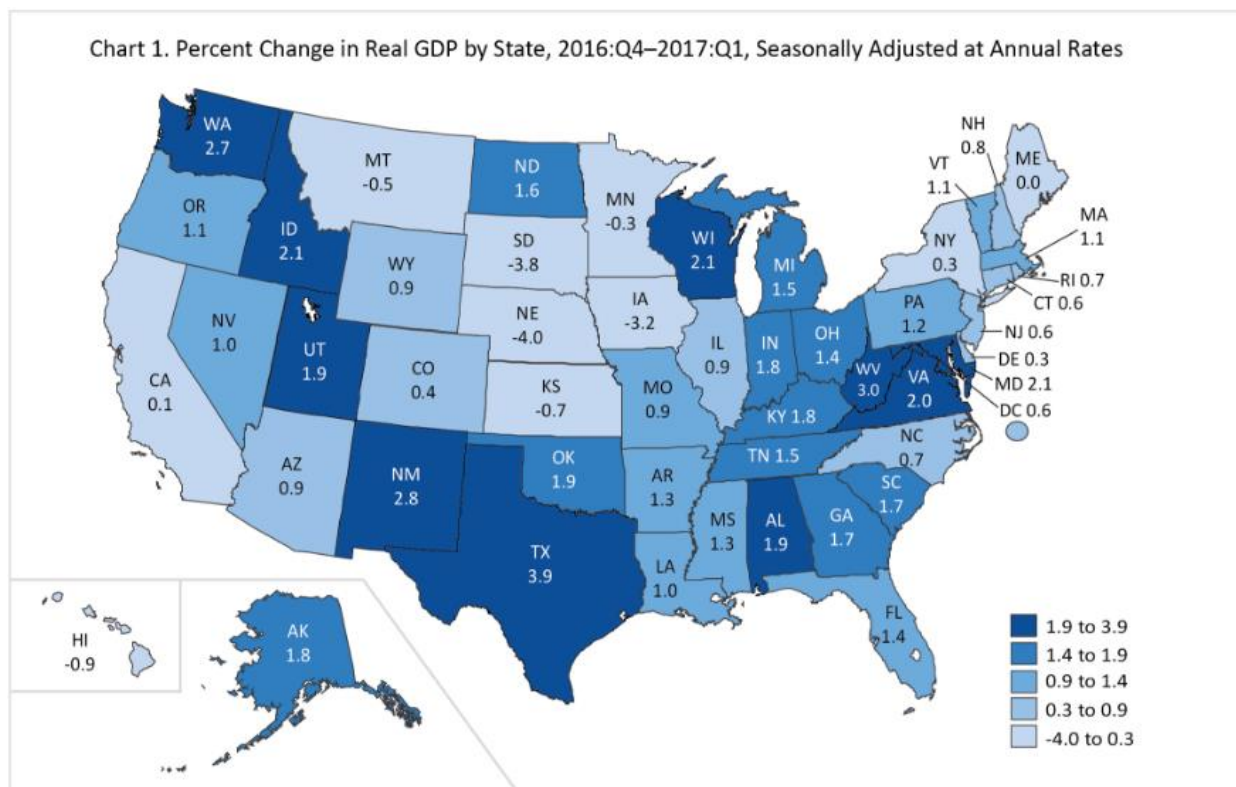 Chart 1. Percent Change in Real GDP by State, 2016:Q4–2017:Q1, Seasonally Adjusted at Annual Rates
WA
2.7
MT
-0.5
ND
1.6
MN
-0.3
NH
0.8
ME
0.0
VT
1.1
MA
1.1
OR
1.1
ID
2.1
SD
-3.8
WI
2.1
MI
1.5
NY
0.3
RI 0.7
CT 0.6
WY
0.9
IA
-3.2
NE
-4.0
PA
1.2
NJ 0.6
NV
1.0
UT
1.9
IL
0.9
IN
1.8
OH
1.4
DE 0.3
MD 2.1
DC 0.6
CA
0.1
CO
0.4
KS
-0.7
MO
0.9
WV
3.0
VA
2.0
KY 1.8
NC
0.7
AZ
0.9
NM
2.8
OK
1.9
AR
1.3
TN 1.5
SC
1.7
MS
1.3
AL
1.9
GA
1.7
TX
3.9
LA
1.0
FL
1.4
HI
-0.9
AK
1.8
1.9 to 3.9
1.4 to 1.9
0.9 to 1.4
0.3 to 0.9
-4.0 to 0.3